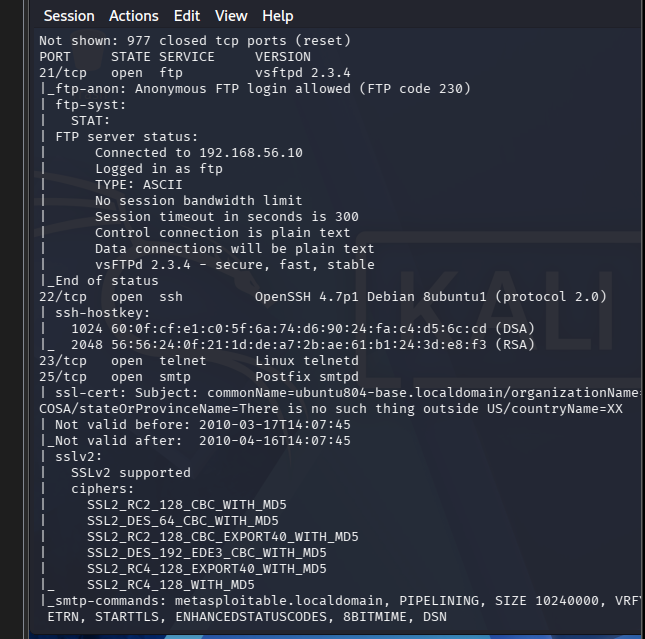 Session Actions Edit View Help
Not shown: 977 closed tcp ports (reset)
PORT     STATE SERVICE     VERSION
21/tcp   open  ftp         vsftpd 2.3.4
|_ftp-anon: Anonymous FTP login allowed (FTP code 230)
| ftp-syst:
|   STAT:
| FTP server status:
|      Connected to 192.168.56.10
|      Logged in as ftp
|      TYPE: ASCII
|      No session bandwidth limit
|      Session timeout in seconds is 300
|      Control connection is plain text
|      Data connections will be plain text
|      vsFTPd 2.3.4 - secure, fast, stable
|_End of status
22/tcp   open  ssh         OpenSSH 4.7p1 Debian 8ubuntu1 (protocol 2.0)
| ssh-hostkey:
|   1024 60:0f:cf:e1:c0:5f:6a:74:d6:90:24:fa:c4:d5:6c:cd (DSA)
|_  2048 56:56:24:0f:21:1d:de:a7:2b:ae:61:b1:24:3d:e8:f3 (RSA)
23/tcp   open  telnet      Linux telnetd
25/tcp   open  smtp        Postfix smtpd
| ssl-cert: Subject: commonName=ubuntu804-base.localdomain/organizationName=
COSA/stateOrProvinceName=There is no such thing outside US/countryName=XX
| Not valid before: 2010-03-17T14:07:45
|_Not valid after:  2010-04-16T14:07:45
| sslv2:
|   SSLv2 supported
|   ciphers:
|     SSL2_RC2_128_CBC_WITH_MD5
|     SSL2_DES_64_CBC_WITH_MD5
|     SSL2_RC2_128_CBC_EXPORT40_WITH_MD5
|     SSL2_DES_192_EDE3_CBC_WITH_MD5
|     SSL2_RC4_128_EXPORT40_WITH_MD5
|_    SSL2_RC4_128_WITH_MD5
|_smtp-commands: metasploitable.localdomain, PIPELINING, SIZE 10240000, VRFY
 ETRN, STARTTLS, ENHANCEDSTATUSCODES, 8BITMIME, DSN
KALI